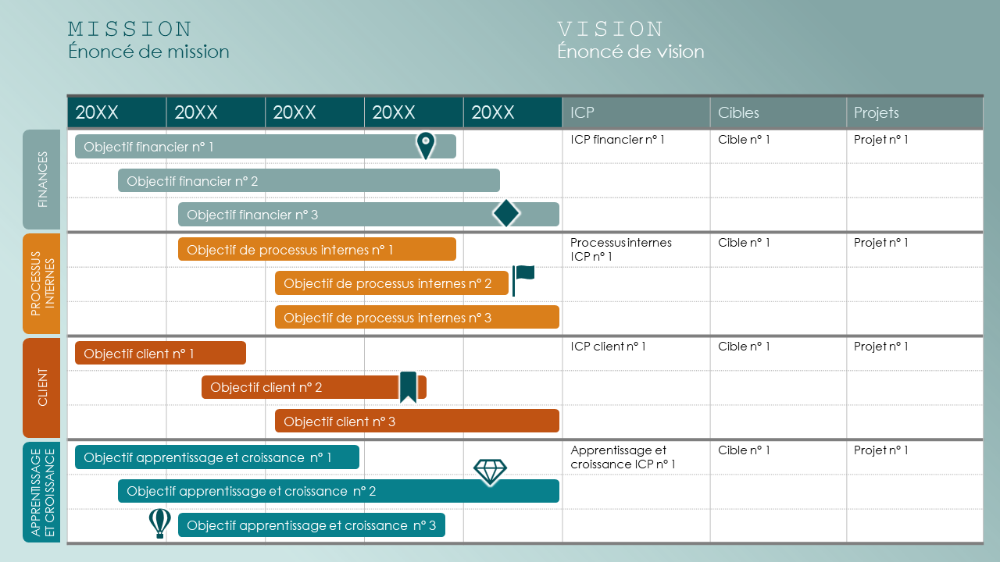 MISSION
Énoncé de mission
VISION
Énoncé de vision
20XX 20XX 20XX 20XX 20XX ICP Cibles Projets
FINANCES
Objectif financier n° 1
ICP financier n° 1
Cible n° 1
Projet n° 1
Objectif financier n° 2
Objectif financier n° 3
PROCESSUS
INTERNES
Objectif de processus internes n° 1
Processus internes
ICP n° 1
Cible n° 1
Projet n° 1
Objectif de processus internes n° 2
Objectif de processus internes n° 3
CLIENT
Objectif client n° 1
ICP client n° 1
Cible n° 1
Projet n° 1
Objectif client n° 2
Objectif client n° 3
APPRENTISSAGE
ET CROISSANCE
Objectif apprentissage et croissance n° 1
Apprentissage et
croissance ICP n° 1
Cible n° 1
Projet n° 1
Objectif apprentissage et croissance n° 2
Objectif apprentissage et croissance n° 3